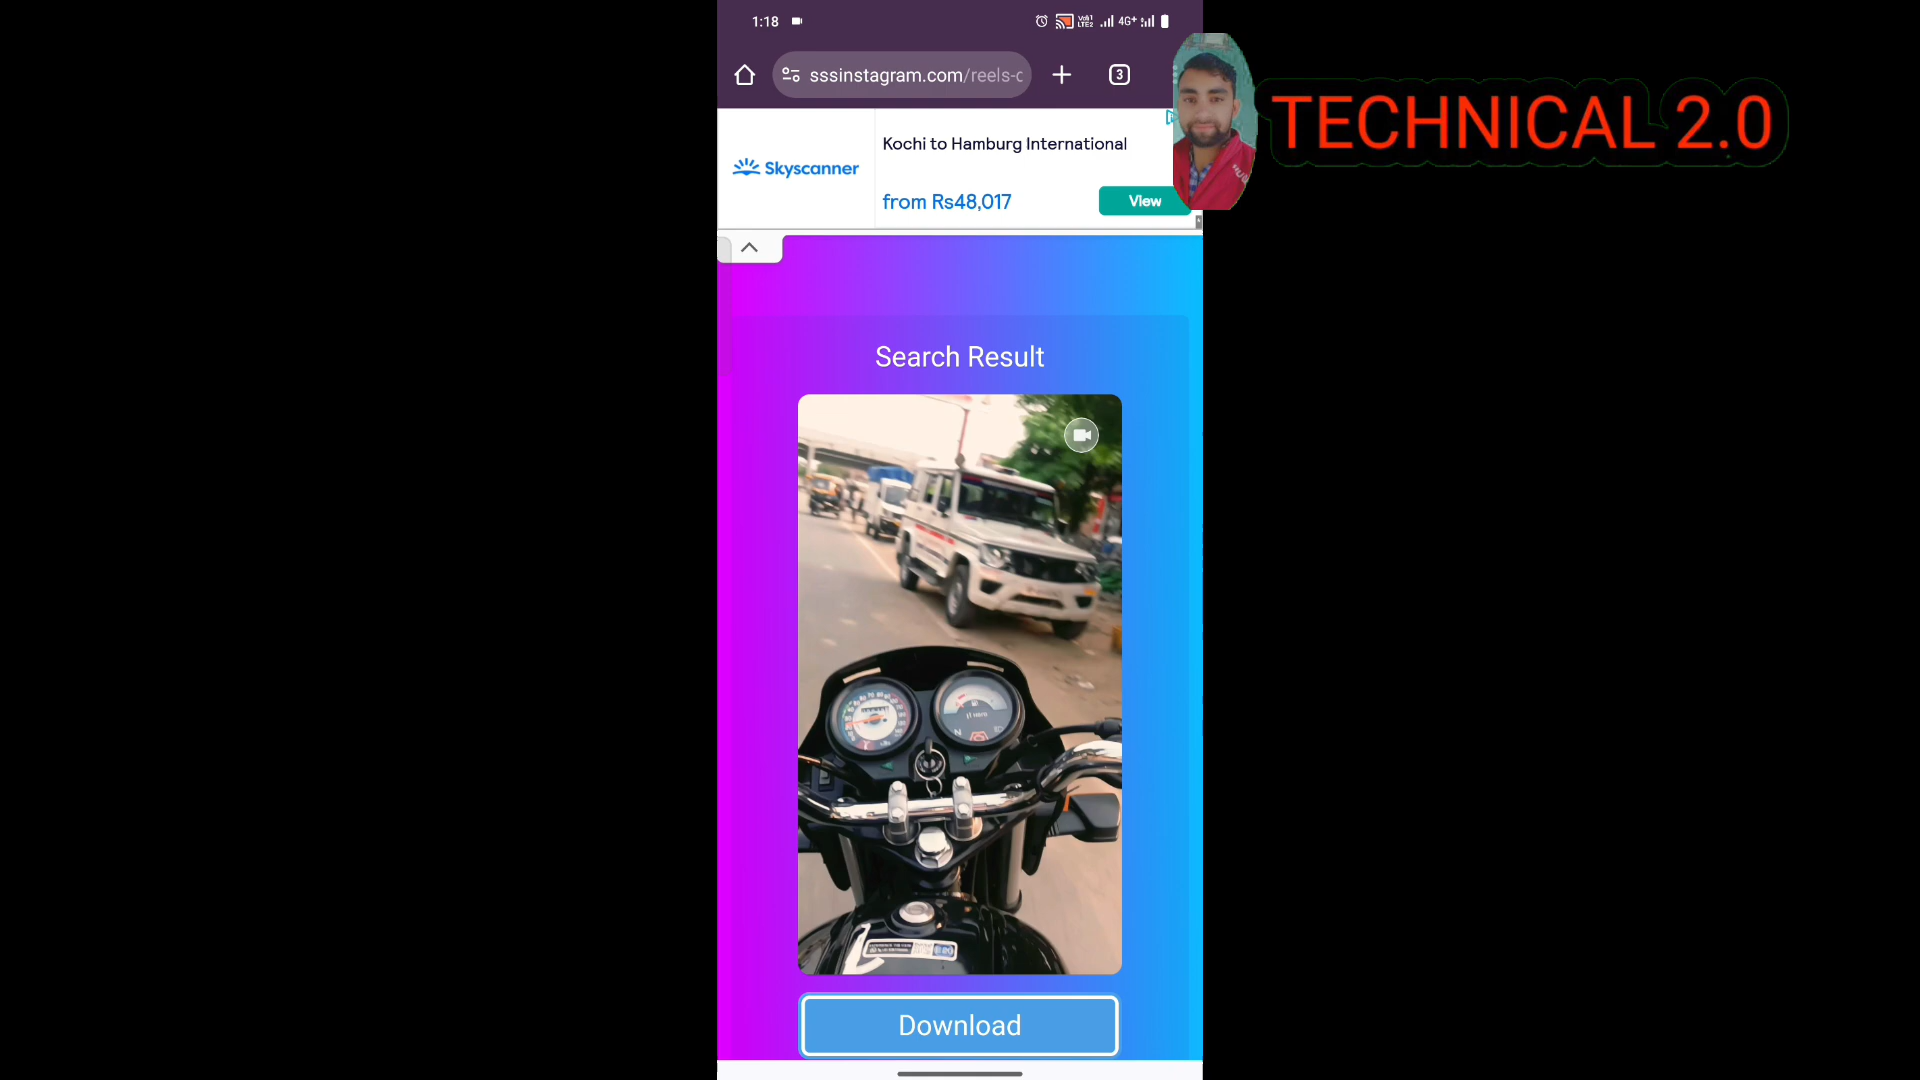 1:18
4G+
sssinstagram.com/reels-c
3
TECHNICAL 2.0
Skyscanner
Kochi to Hamburg International
from Rs48,017
View
Search Result
Download